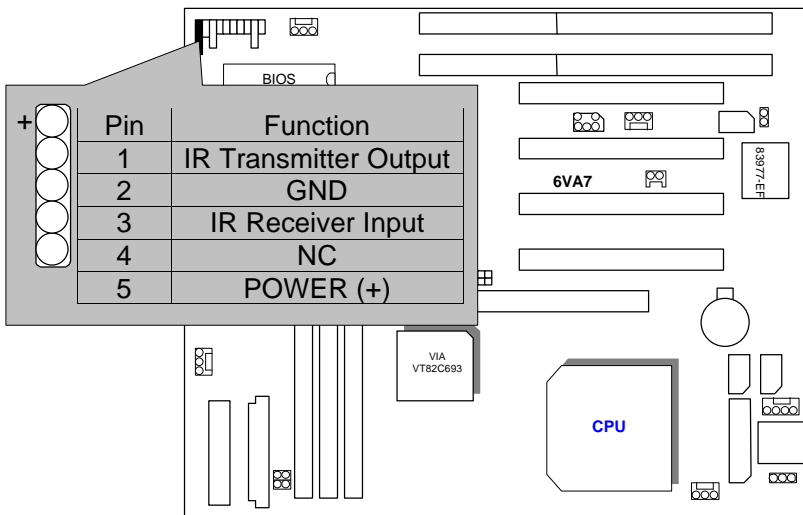 BIOS
+
Pin Function
1 IR Transmitter Output
2 GND
3 IR Receiver Input
4 NC
5 POWER (+)
6VA7
83977-EF
VIA
VT82C693
CPU